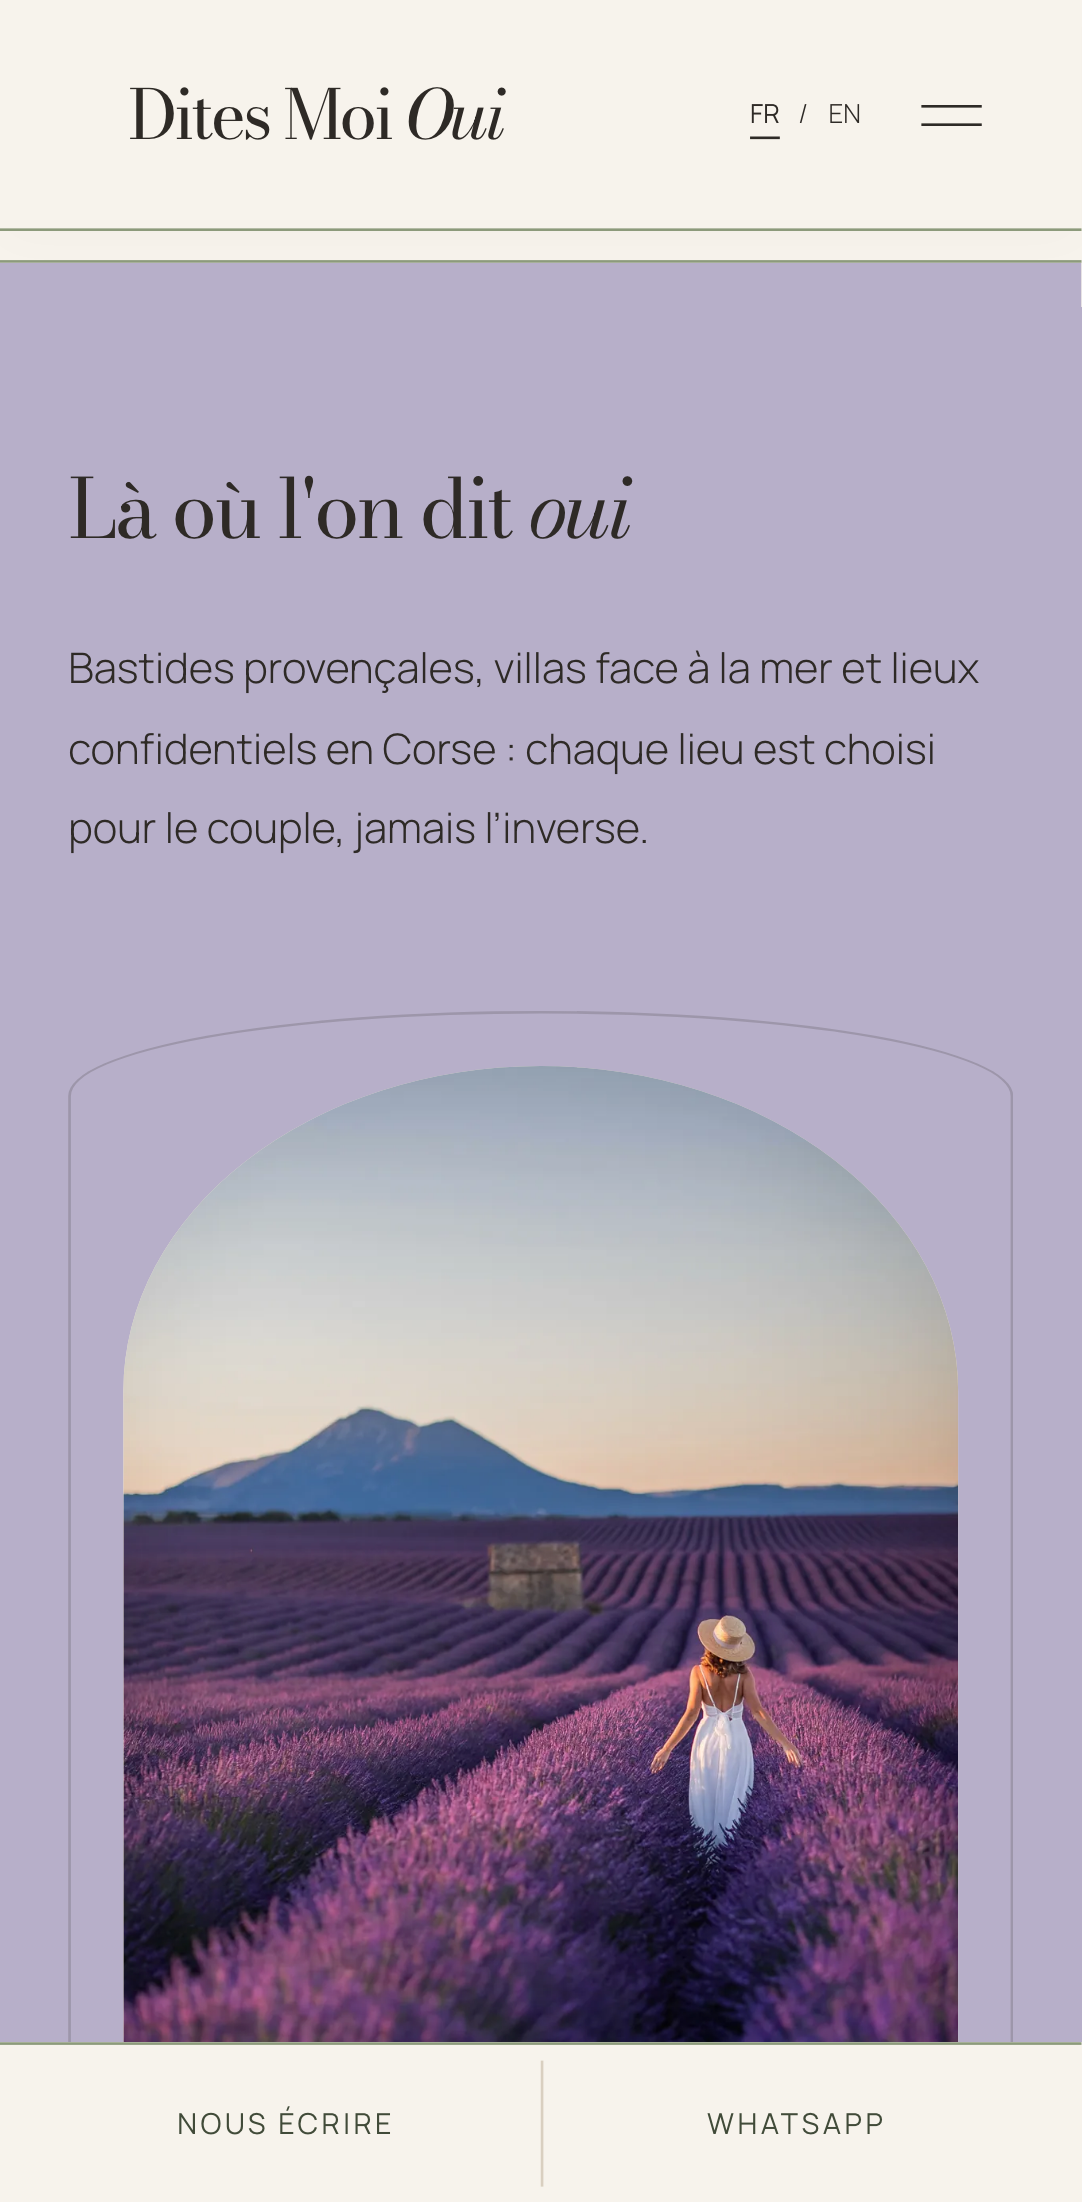 Dites Moi Oui
FR / EN
Là où l'on dit oui
Bastides provençales, villas face à la mer et lieux
confidentiels en Corse : chaque lieu est choisi
pour le couple, jamais l’inverse.
NOUS ÉCRIRE
WHATSAPP